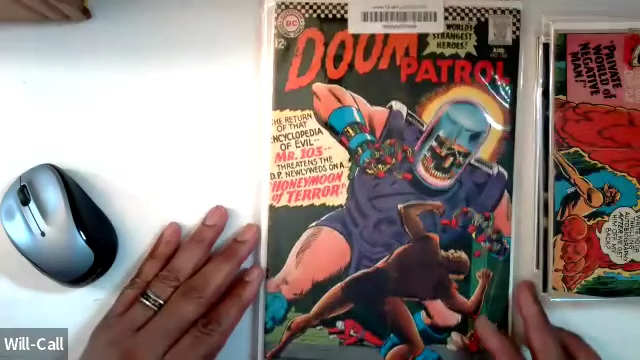 DC
12¢
WORLD'S
STRANGEST
HEROES!
AUG.
DOOM
PATROL
THE RETURN
OF THAT
ENCYCLOPEDIA
OF EVIL--
MR. 103--
THREATENS THE
D.P. NEWLYWEDS ON A...
"HONEYMOON
OF TERROR!"
"PRIVATE
WORLD of
NEGATIVE
MAN!"
Will-Call